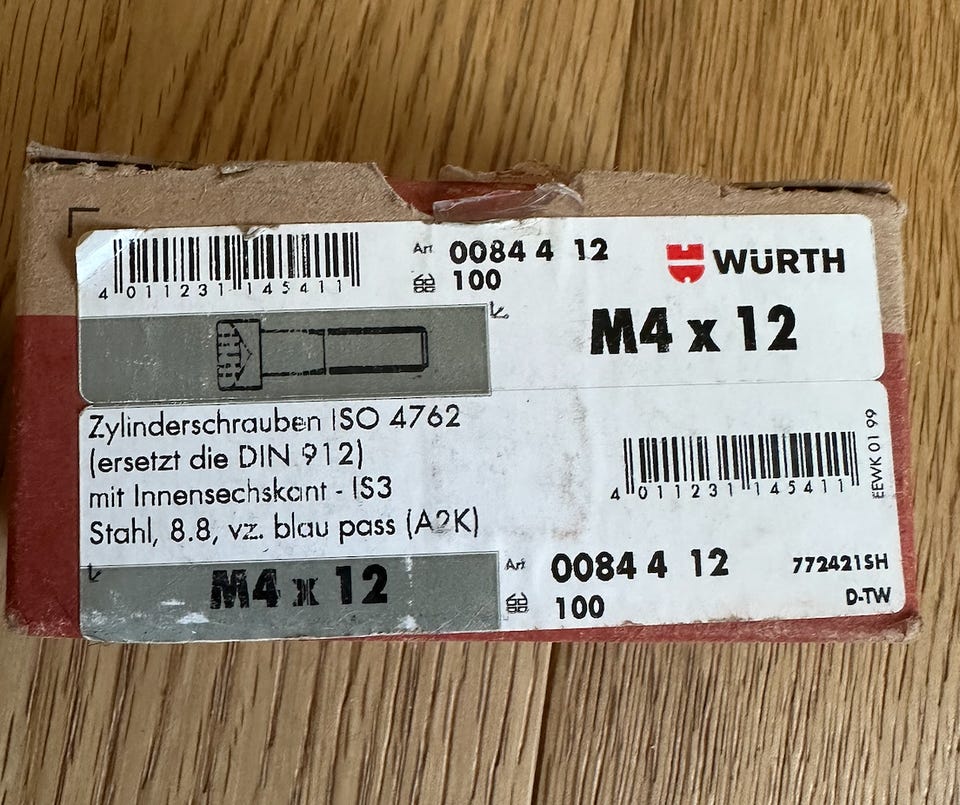 4 011231 145411
Art 0084 4 12
100
WÜRTH
M4 x 12
Zylinderschrauben ISO 4762
(ersetzt die DIN 912)
mit Innensechskant - IS3
Stahl, 8.8, vz. blau pass (A2K)
4 011231 145411
EEWK 01 99
M4 x 12
Art 0084 4 12
100
772421SH
D-TW